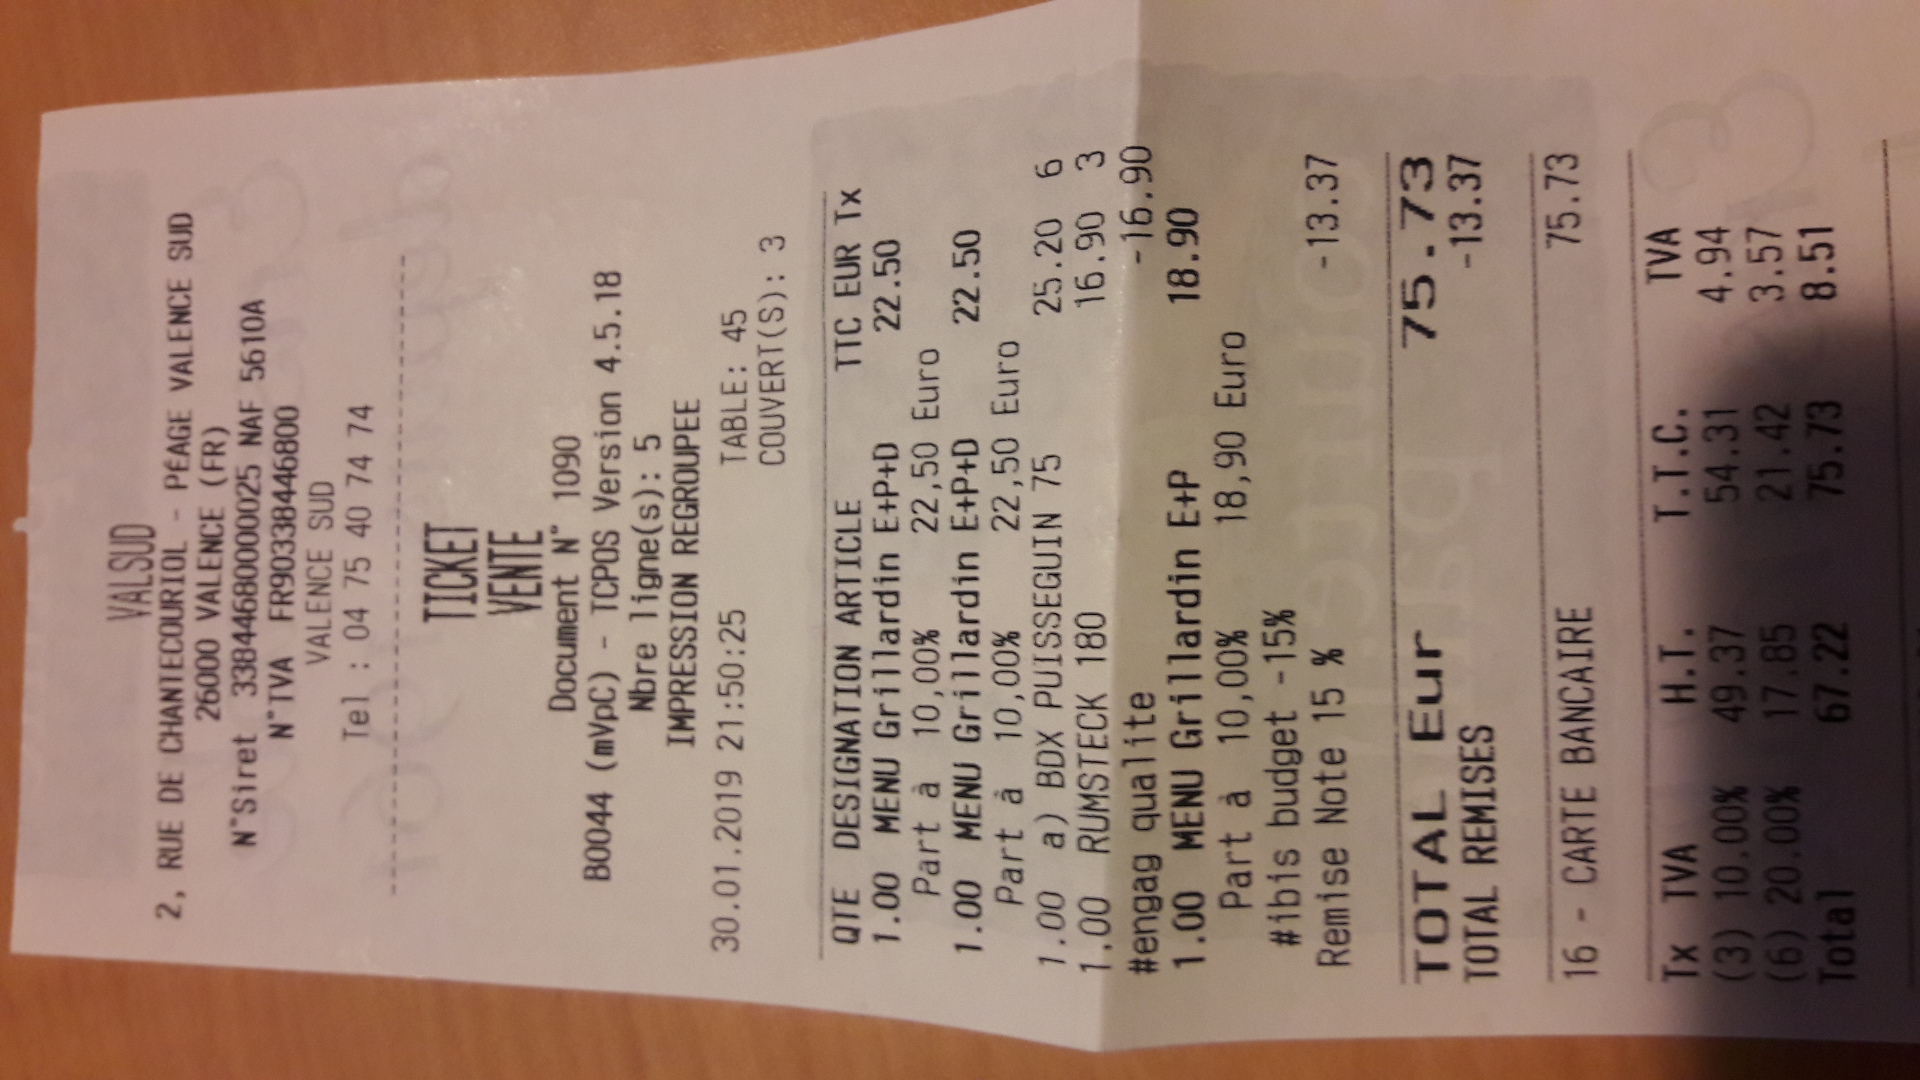 VALSUD
2, RUE DE CHANTECOURIOL - PEAGE VALENCE SUD
26000 VALENCE (FR)
N°Siret 33844680000025 NAF 5610A
N°TVA FR90338446800
VALENCE SUD
Tel : 04 75 40 74 74
TICKET
VENTE
Document N° 1090
B0044 (mVpC) - TCPOS Version 4.5.18
Nbre ligne(s): 5
IMPRESSION REGROUPEE
30.01.2019 21:50:25 TABLE: 45
COUVERT(S): 3
QTE DESIGNATION ARTICLE TTC EUR Tx
1.00 MENU Grillardin E+P+D 22.50
Part à 10,00% 22,50 Euro
1.00 MENU Grillardin E+P+D 22.50
Part à 10,00% 22,50 Euro
1.00 a) BDX PUISSEGUIN 75 25.20 6
1.00 RUMSTECK 180 16.90 3
#engag qualite -16.90
1.00 MENU Grillardin E+P 18.90
Part à 10,00% 18,90 Euro
#ibis budget -15%
Remise Note 15 % -13.37
TOTAL Eur 75.73
TOTAL REMISES -13.37
16 - CARTE BANCAIRE 75.73
Tx TVA H.T. T.T.C. TVA
(3) 10.00% 49.37 54.31 4.94
(6) 20.00% 17.85 21.42 3.57
Total 67.22 75.73 8.51